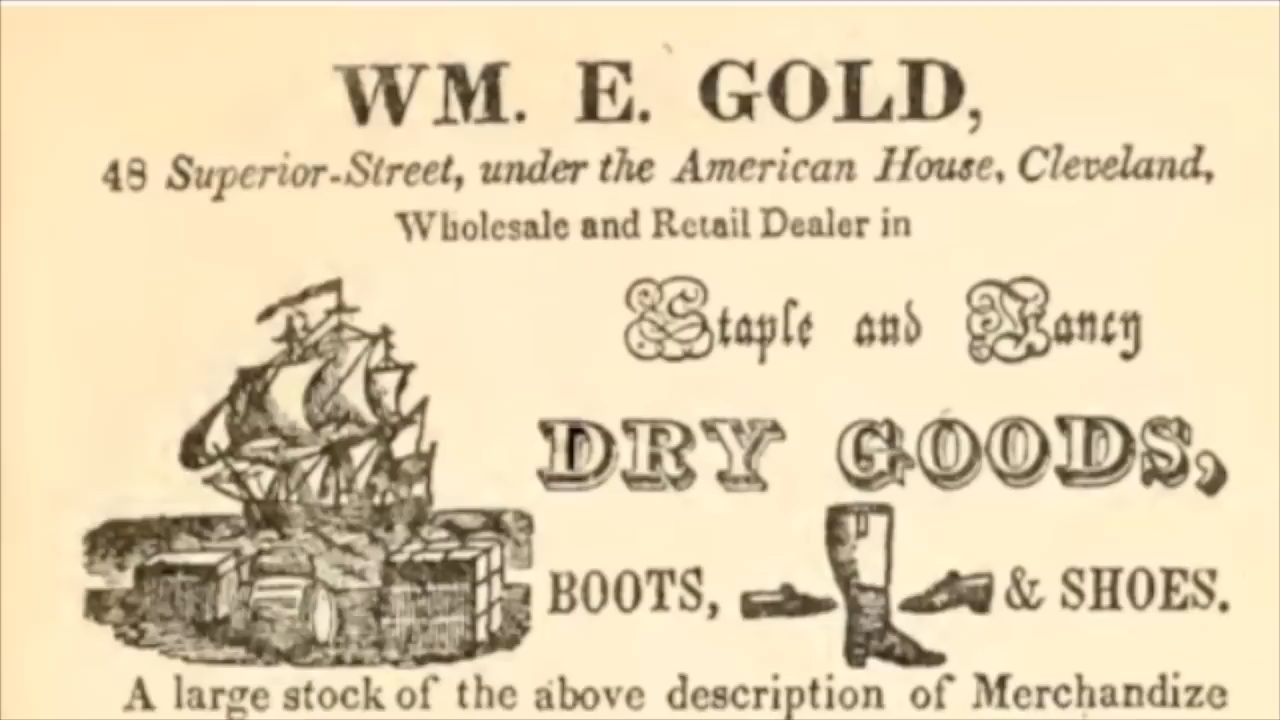 WM. E. GOLD,
48 Superior-Street, under the American House, Cleveland,
Wholesale and Retail Dealer in
Staple and Fancy
DRY GOODS,
BOOTS, & SHOES.
A large stock of the above description of Merchandize